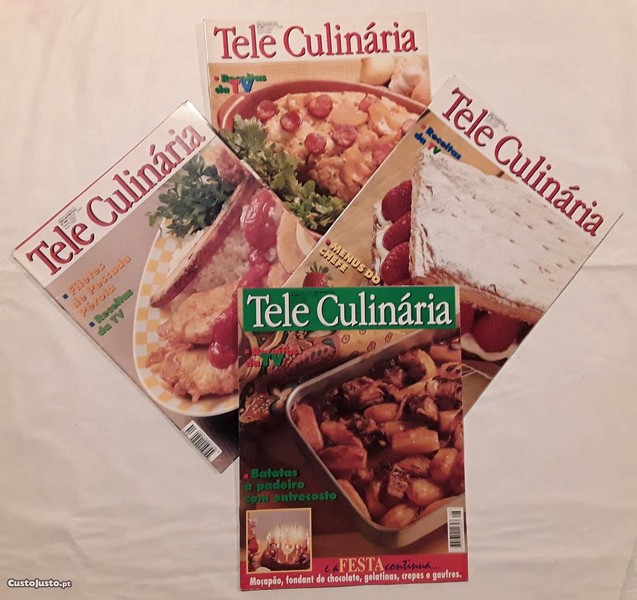 Tele Culinária
Receitas
da TV
Tele Culinária
Filetes
de Pescada
Pérola
Receitas
da TV
Tele Culinária
Receitas
da TV
MENUS DO
CHEFE
Tele Culinária
Receitas
da TV
Batatas
a padeiro
com entrecosto
e a FESTA continua...
Maçapão, fondant de chocolate, gelatinas, crepes e gaufres.
CustoJusto.pt